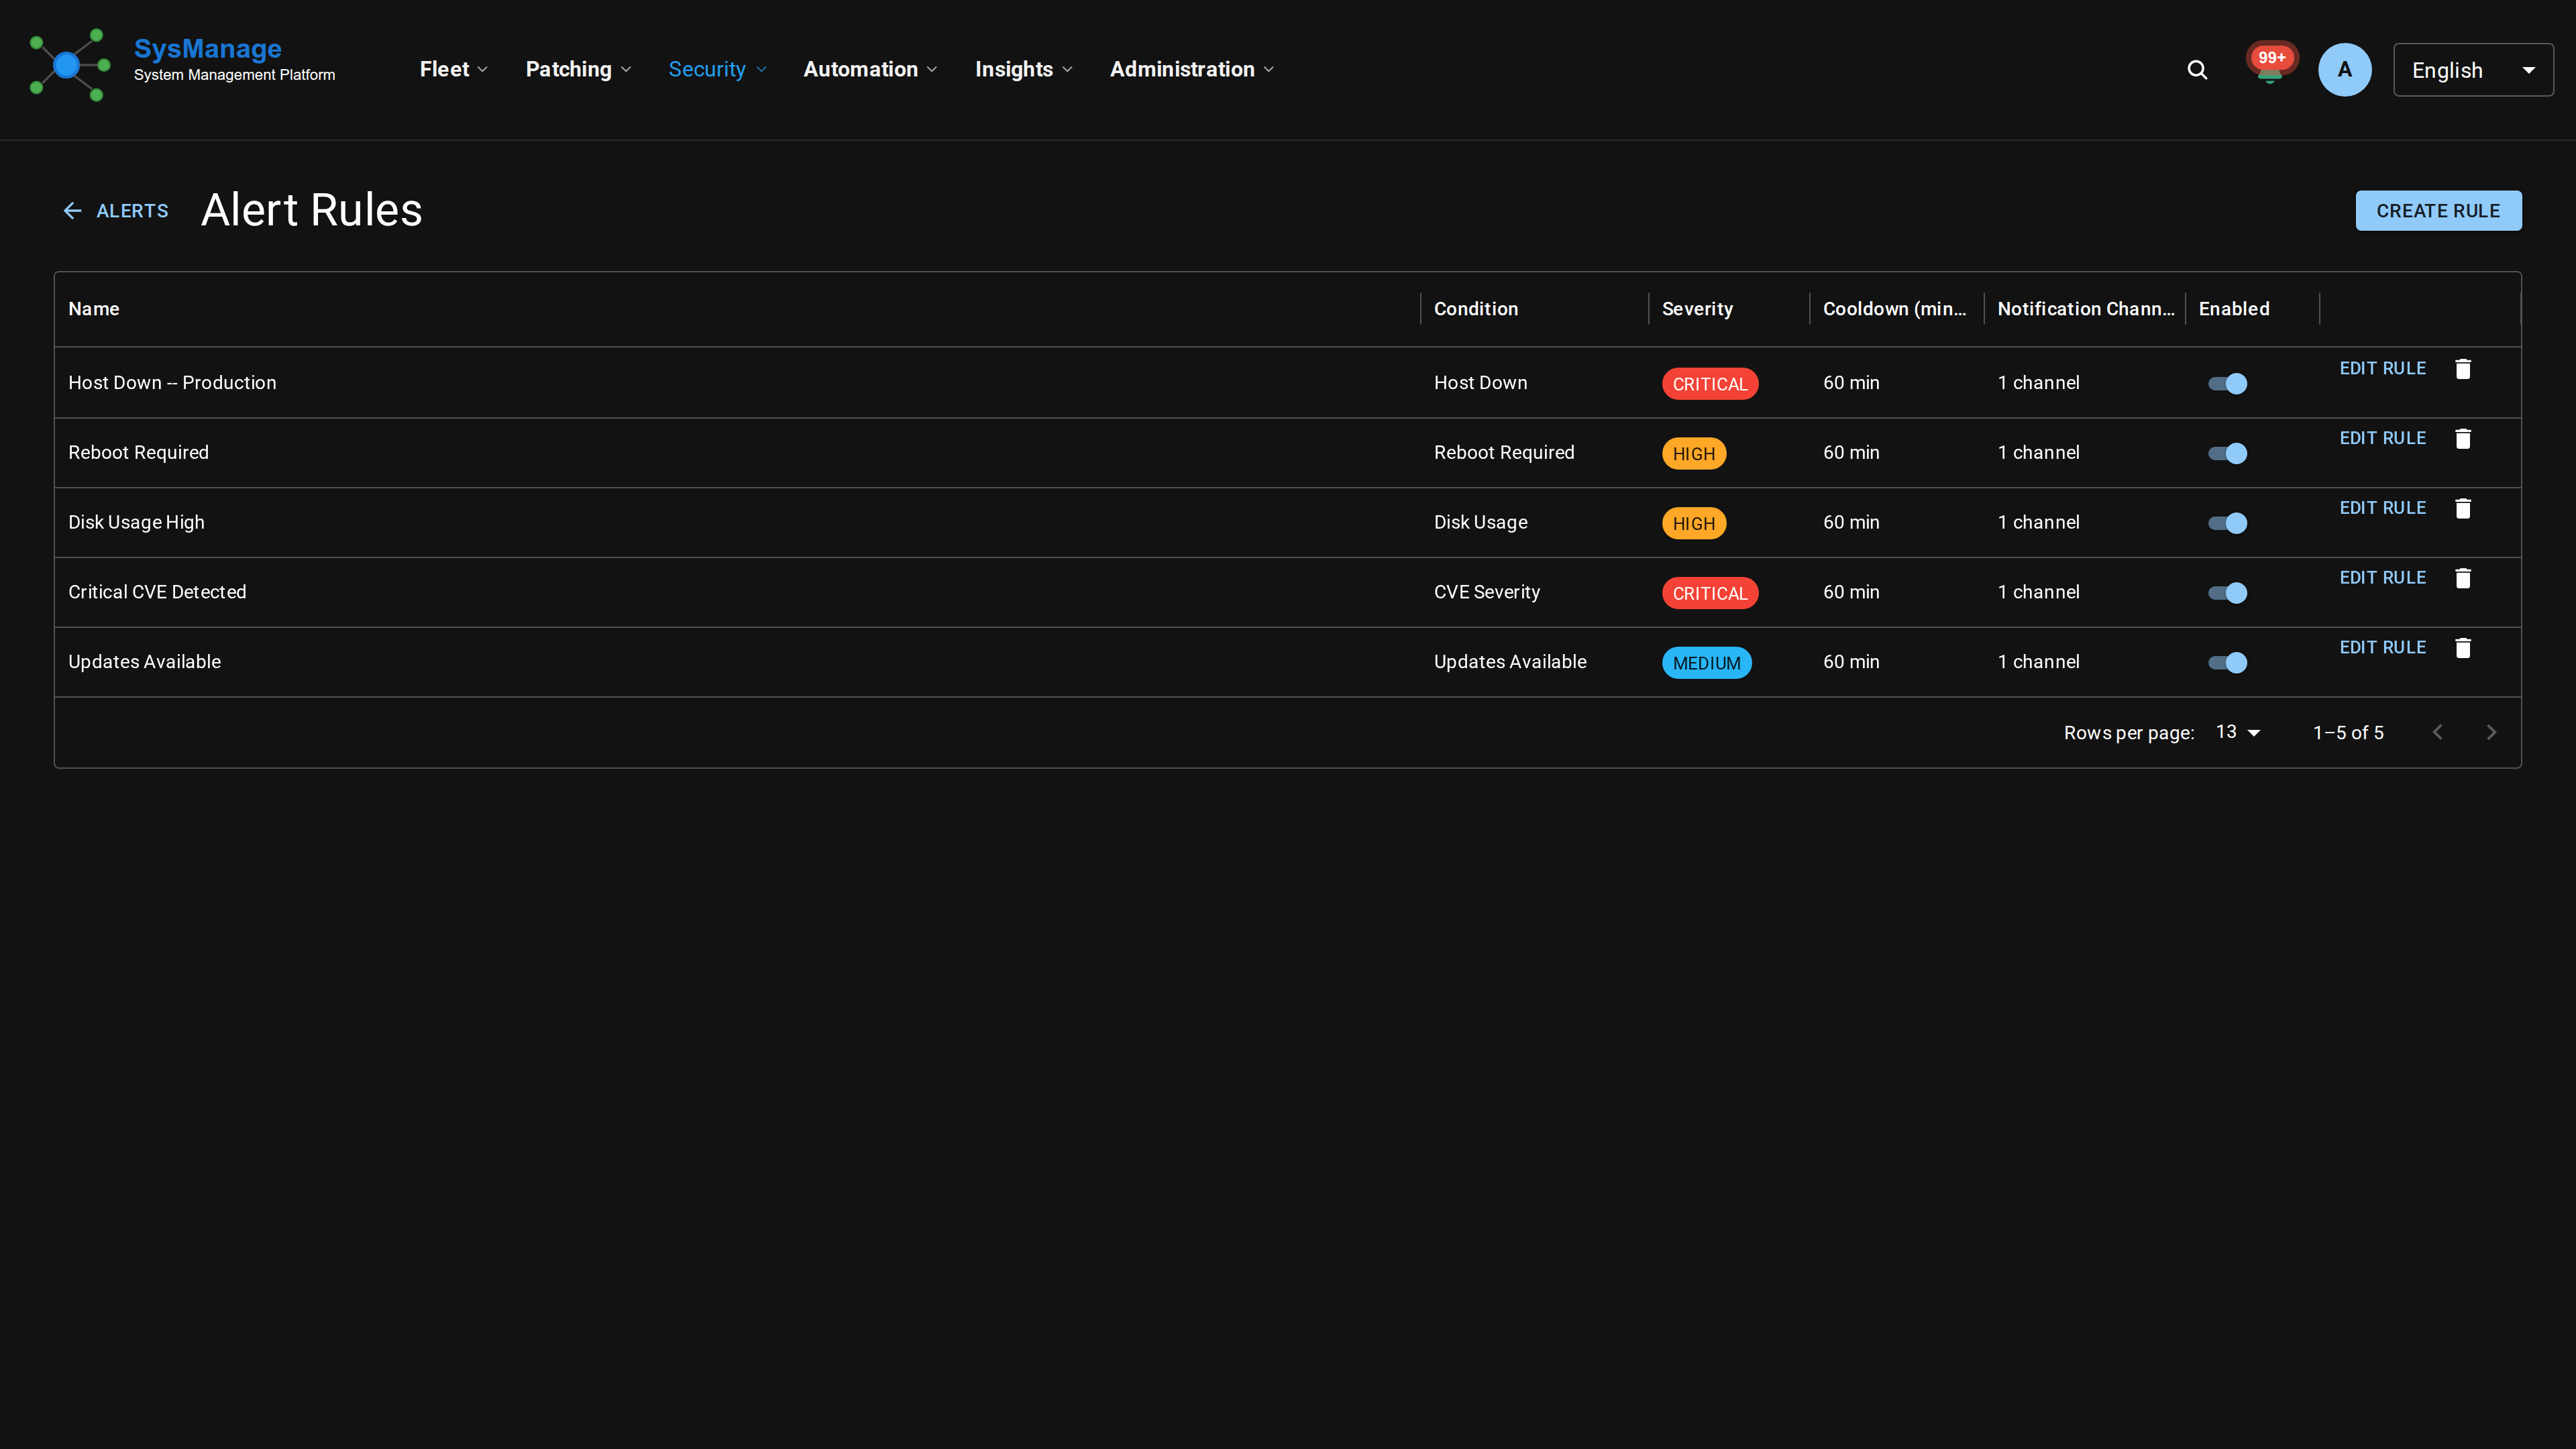 SysManage
System Management Platform
Fleet Patching Security Automation Insights Administration
99+
A
English
ALERTS Alert Rules CREATE RULE
Name Condition Severity Cooldown (min... Notification Chann... Enabled
Host Down -- Production Host Down CRITICAL 60 min 1 channel EDIT RULE
Reboot Required Reboot Required HIGH 60 min 1 channel EDIT RULE
Disk Usage High Disk Usage HIGH 60 min 1 channel EDIT RULE
Critical CVE Detected CVE Severity CRITICAL 60 min 1 channel EDIT RULE
Updates Available Updates Available MEDIUM 60 min 1 channel EDIT RULE
Rows per page: 13 1–5 of 5